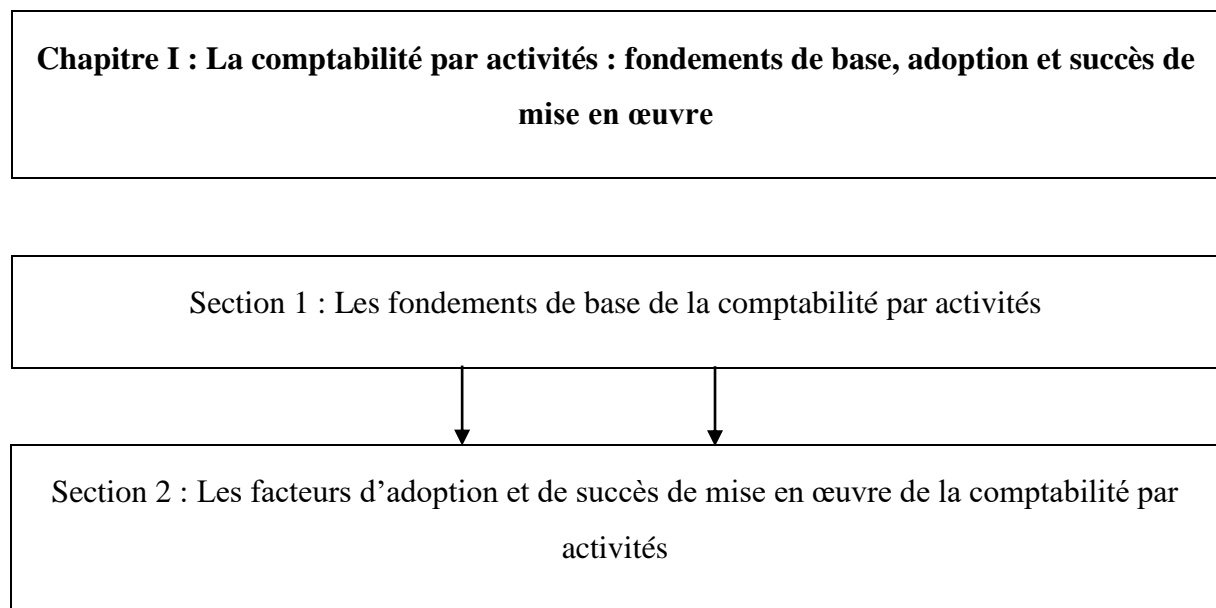 Chapitre I : La comptabilité par activités : fondements de base, adoption et succès de
mise en œuvre
Section 1 : Les fondements de base de la comptabilité par activités
Section 2 : Les facteurs d’adoption et de succès de mise en œuvre de la comptabilité par
activités